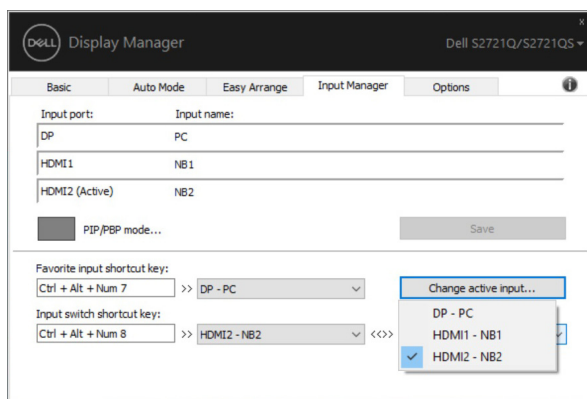 x
DELL Display Manager Dell S2721Q/S2721QS
Basic Auto Mode Easy Arrange Input Manager Options i
Input port: Input name:
DP PC
HDMI1 NB1
HDMI2 (Active) NB2
PIP/PBP mode... Save
Favorite input shortcut key:
Ctrl + Alt + Num 7 >> DP - PC Change active input...
Input switch shortcut key:
Ctrl + Alt + Num 8 >> HDMI2 - NB2 <<>>
DP - PC
HDMI1 - NB1
HDMI2 - NB2